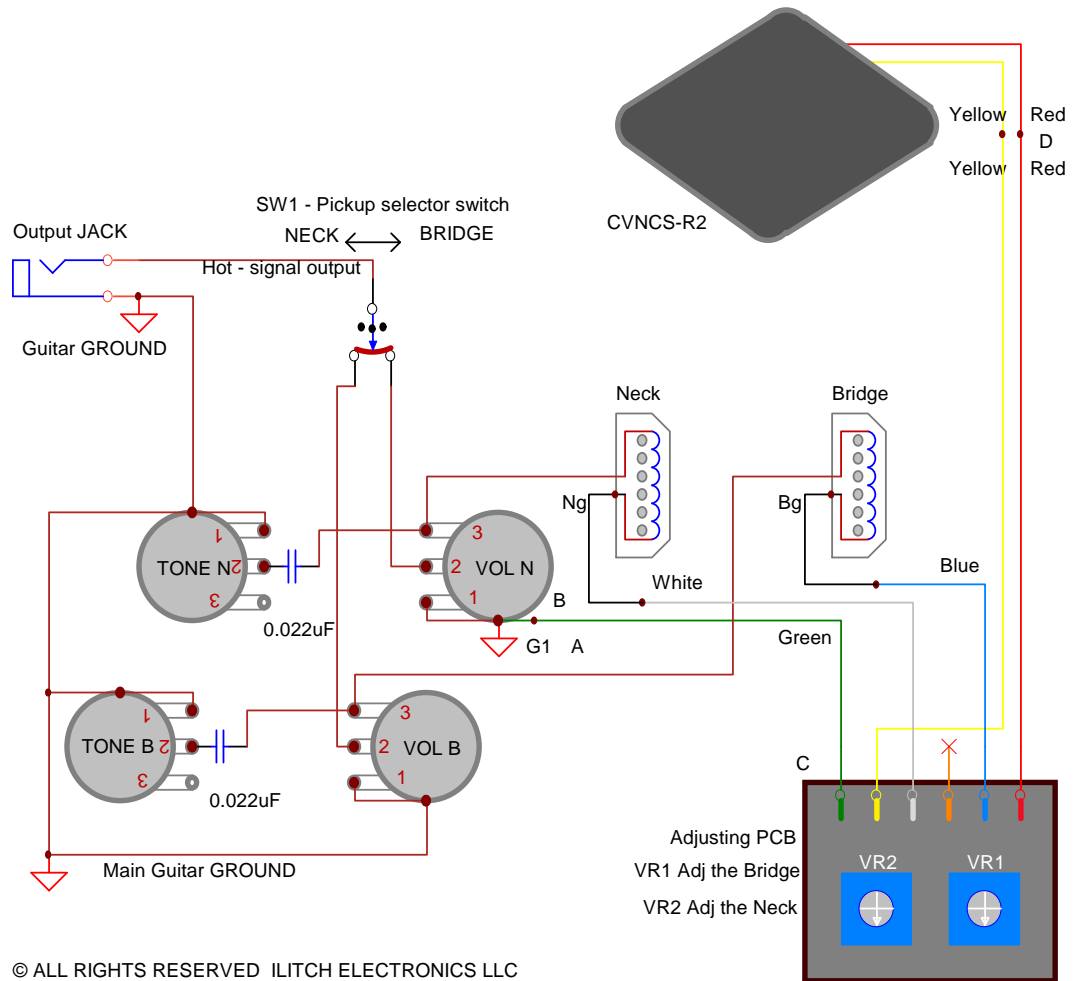 Yellow Red
D
Yellow Red
CVNCS-R2
SW1 - Pickup selector switch
NECK BRIDGE
Output JACK
Hot - signal output
Guitar GROUND
Neck
Bridge
Ng
Bg
1
TONE N
2
3
0.022uF
3
2
VOL N
1
B
G1 A
White
Blue
Green
1
TONE B
2
3
0.022uF
3
2
VOL B
1
Main Guitar GROUND
C
Adjusting PCB
VR1 Adj the Bridge
VR2 Adj the Neck
VR2
VR1
© ALL RIGHTS RESERVED ILITCH ELECTRONICS LLC